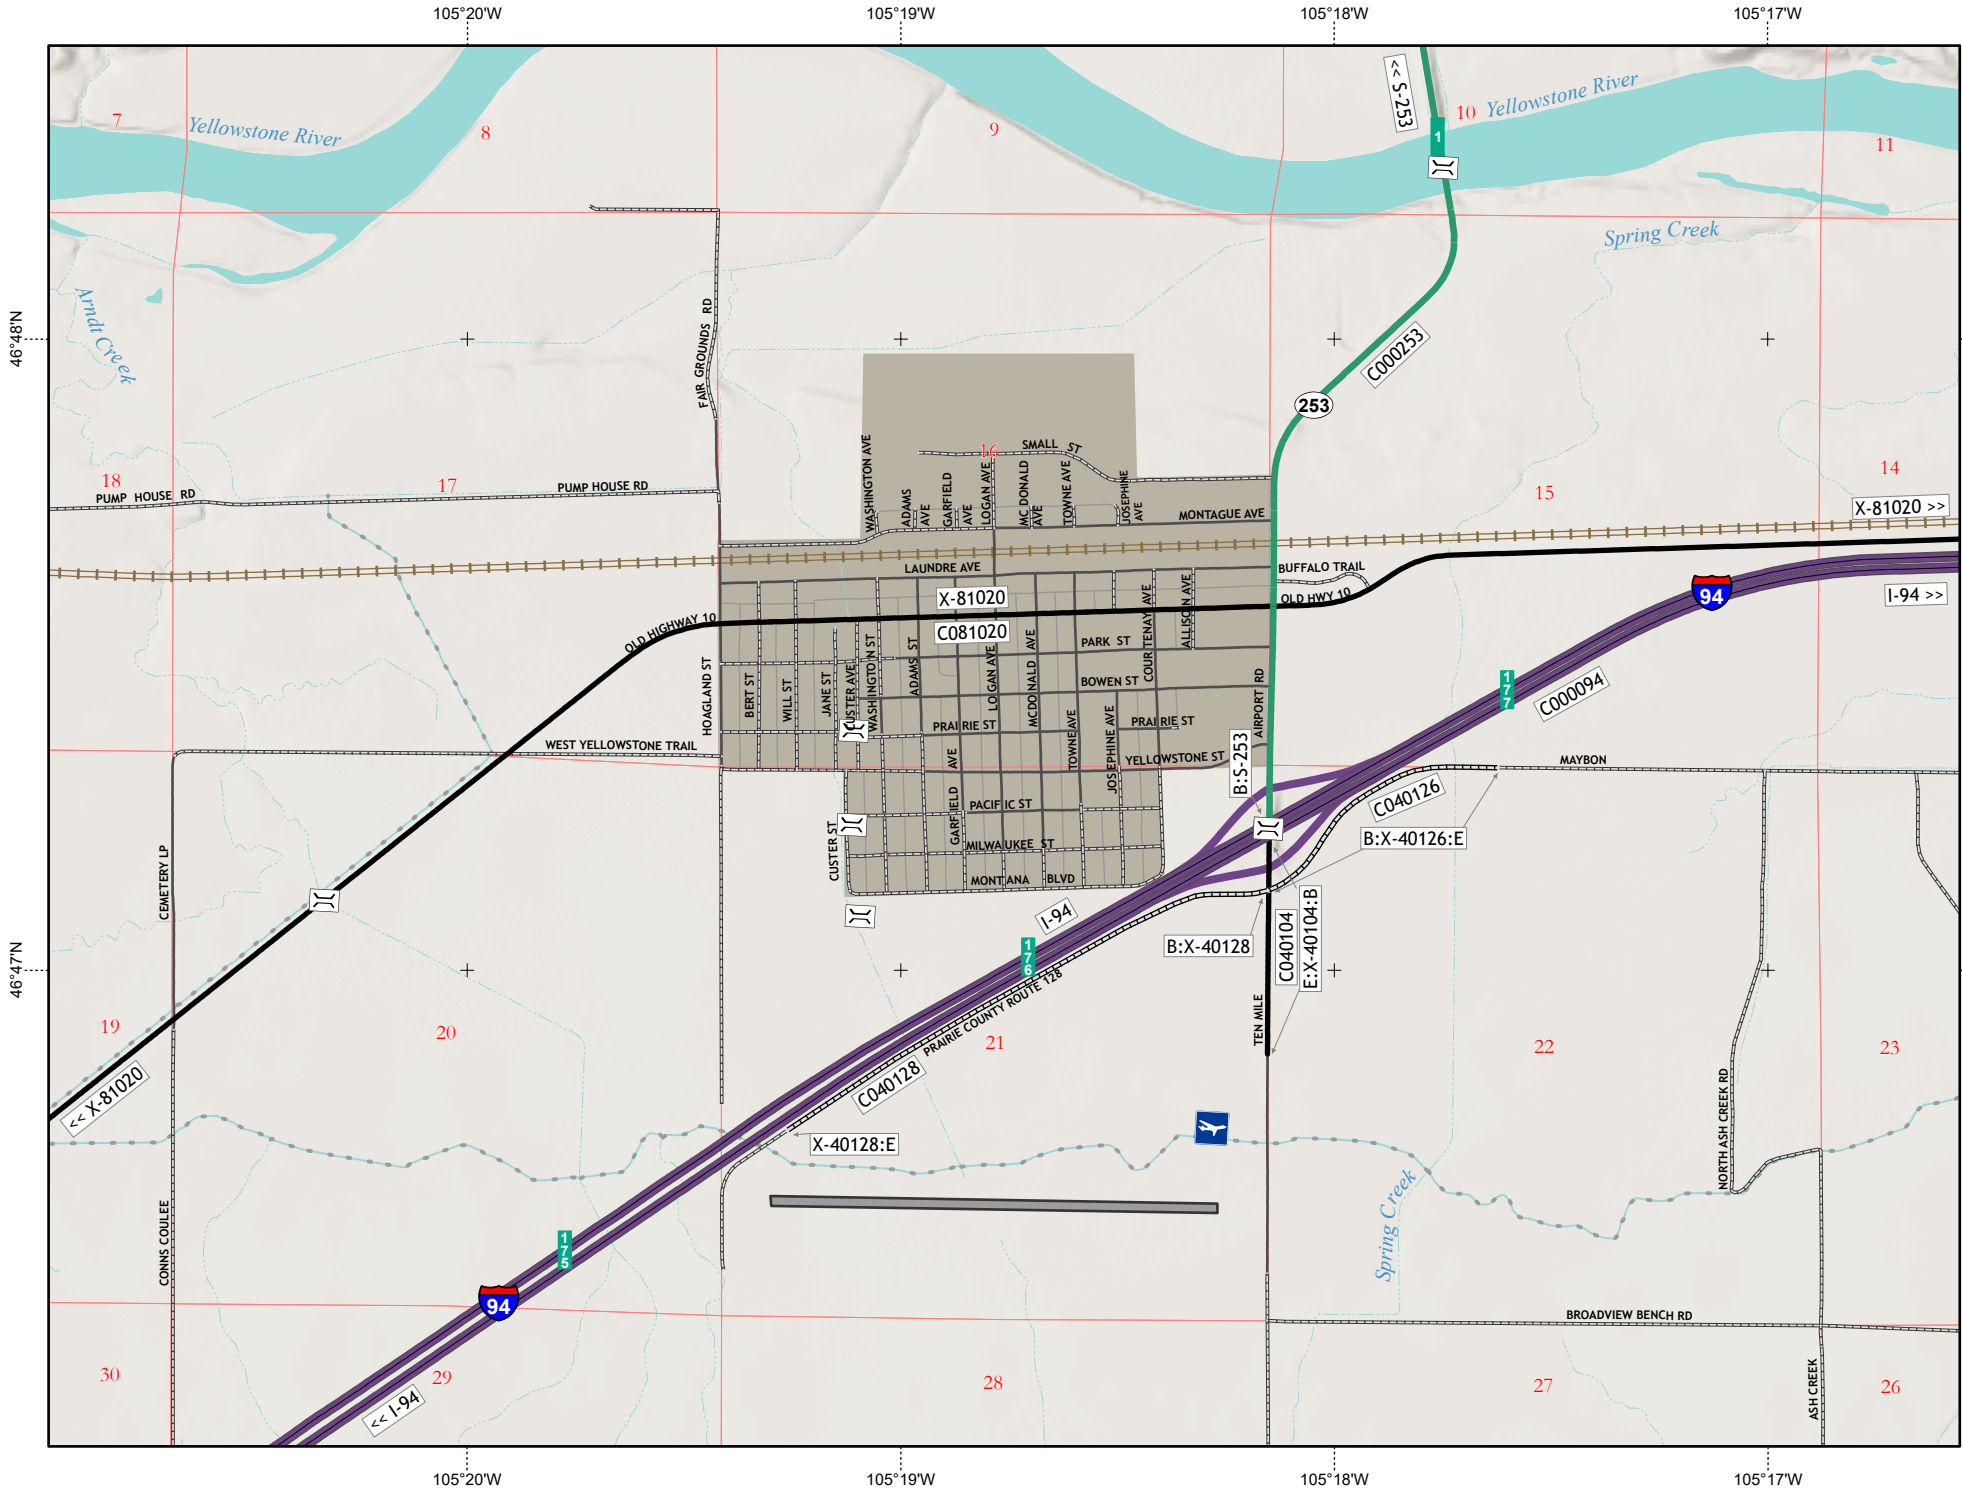 105°20'W
105°19'W
105°18'W
105°17'W
46°48'N
46°47'N
7
Yellowstone River
8
9
<< S-253
1
10
Yellowstone River
11
Spring Creek
Arndt Creek
FAIR GROUNDS RD
C000253
253
18
PUMP HOUSE RD
17
PUMP HOUSE RD
16
SMALL ST
WASHINGTON AVE
ADAMS AVE
GARFIELD AVE
LOGAN AVE
MC DONALD AVE
TOWNE AVE
JOSEPHINE AVE
MONTAGUE AVE
15
14
X-81020 >>
LAUNDRE AVE
BUFFALO TRAIL
X-81020
OLD HWY 10
94
I-94 >>
OLD HIGHWAY 10
C081020
HOAGLAND ST
BERT ST
WILL ST
JANE ST
CUSTER AVE
WASHINGTON ST
ADAMS ST
LOGAN AVE
MCDONALD AVE
PARK ST
COURTENAY AVE
ALLISON AVE
BOWEN ST
AIRPORT RD
PRAIRIE ST
PRAIRIE ST
TOWNE AVE
JOSEPHINE AVE
YELLOWSTONE ST
177
C000094
WEST YELLOWSTONE TRAIL
B:S-253
MAYBON
C040126
GARFIELD AVE
PACIFIC ST
MILWAUKEE ST
MONTANA BLVD
CUSTER ST
CEMETERY LP
B:X-40126:E
I-94
176
B:X-40128
C040104
E:X-40104:B
TEN MILE
PRAIRIE COUNTY ROUTE 128
19
20
21
22
23
<< X-81020
C040128
X-40128:E
NORTH ASH CREEK RD
Spring Creek
CONNS COULEE
175
94
BROADVIEW BENCH RD
30
29
<< I-94
28
27
ASH CREEK
26
105°20'W
105°19'W
105°18'W
105°17'W